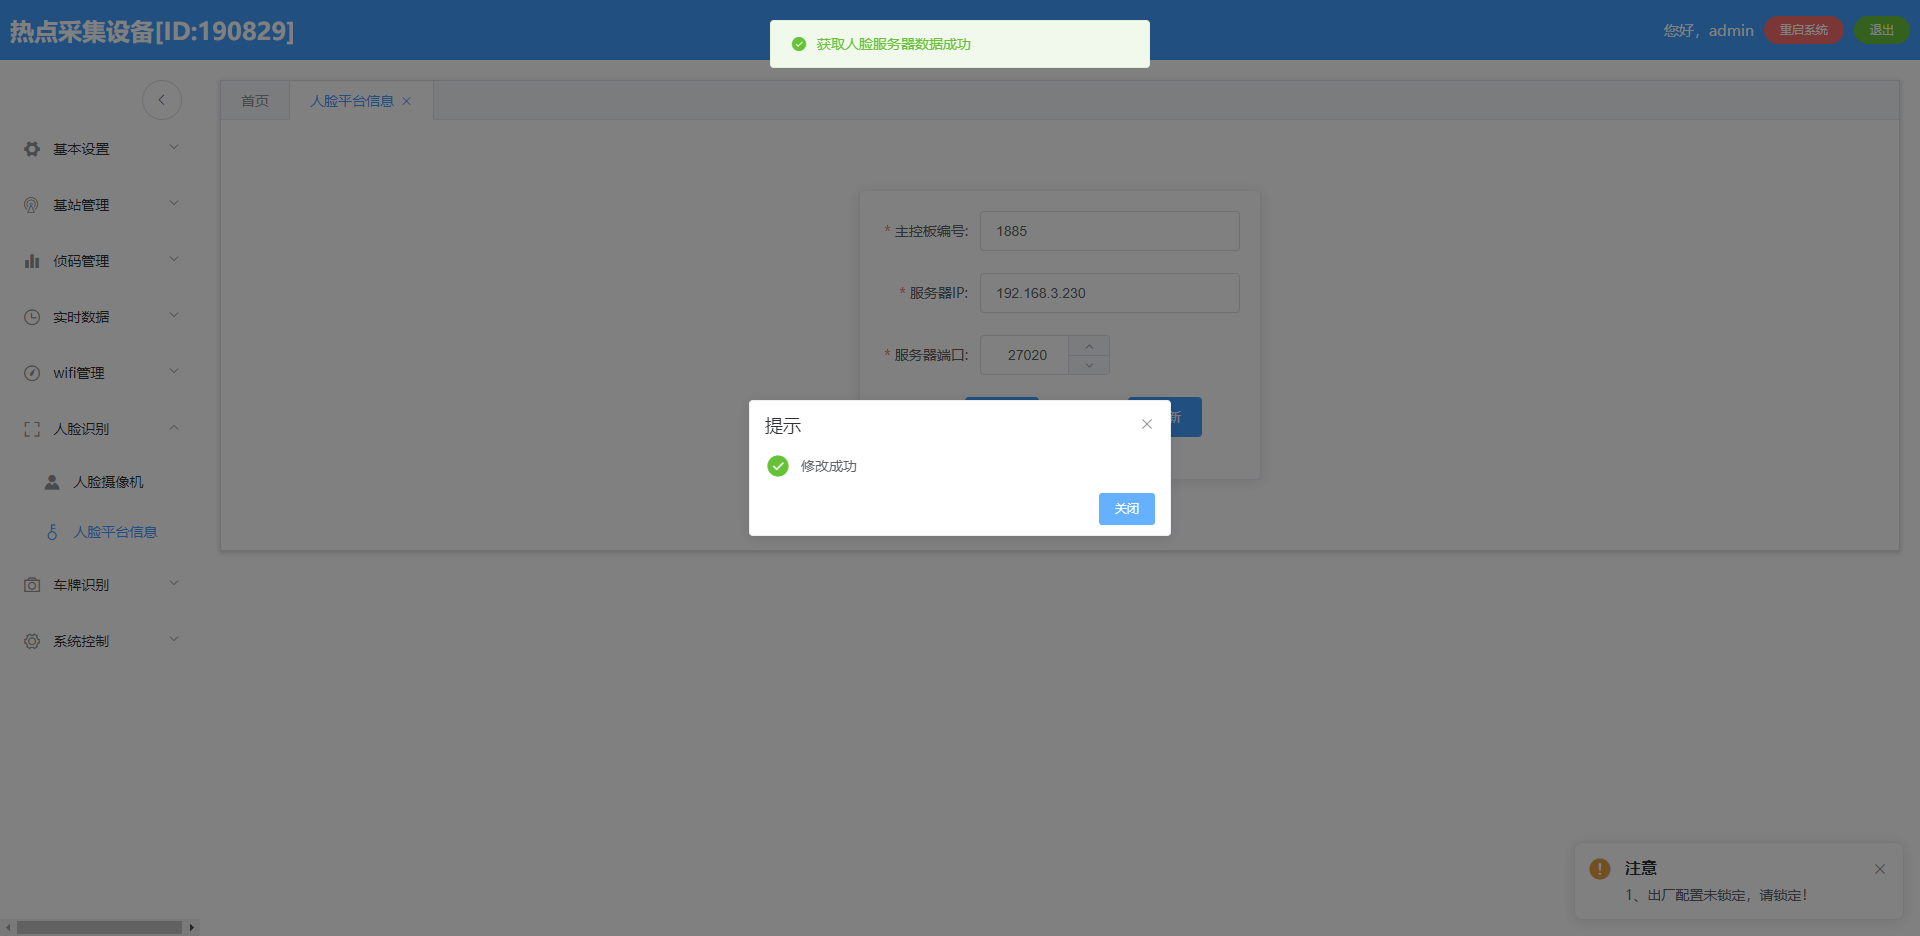 热点采集设备[ID:190829]
获取人脸服务器数据成功
您好，admin
重启系统
退出
首页
人脸平台信息
基本设置
基站管理
侦码管理
实时数据
wifi管理
人脸识别
人脸摄像机
人脸平台信息
车牌识别
系统控制
* 主控板编号: 1885
* 服务器IP: 192.168.3.230
* 服务器端口: 27020
新
提示
修改成功
关闭
注意
1、出厂配置未锁定，请锁定！